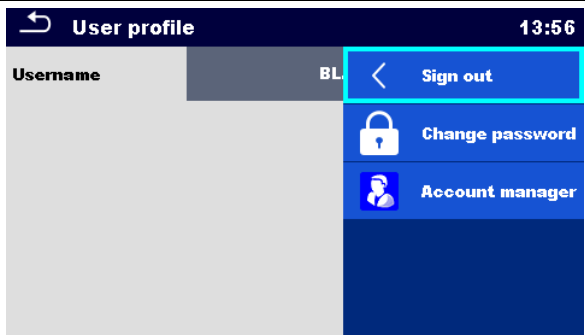 User profile 13:56
Username BL
Sign out
Change password
Account manager